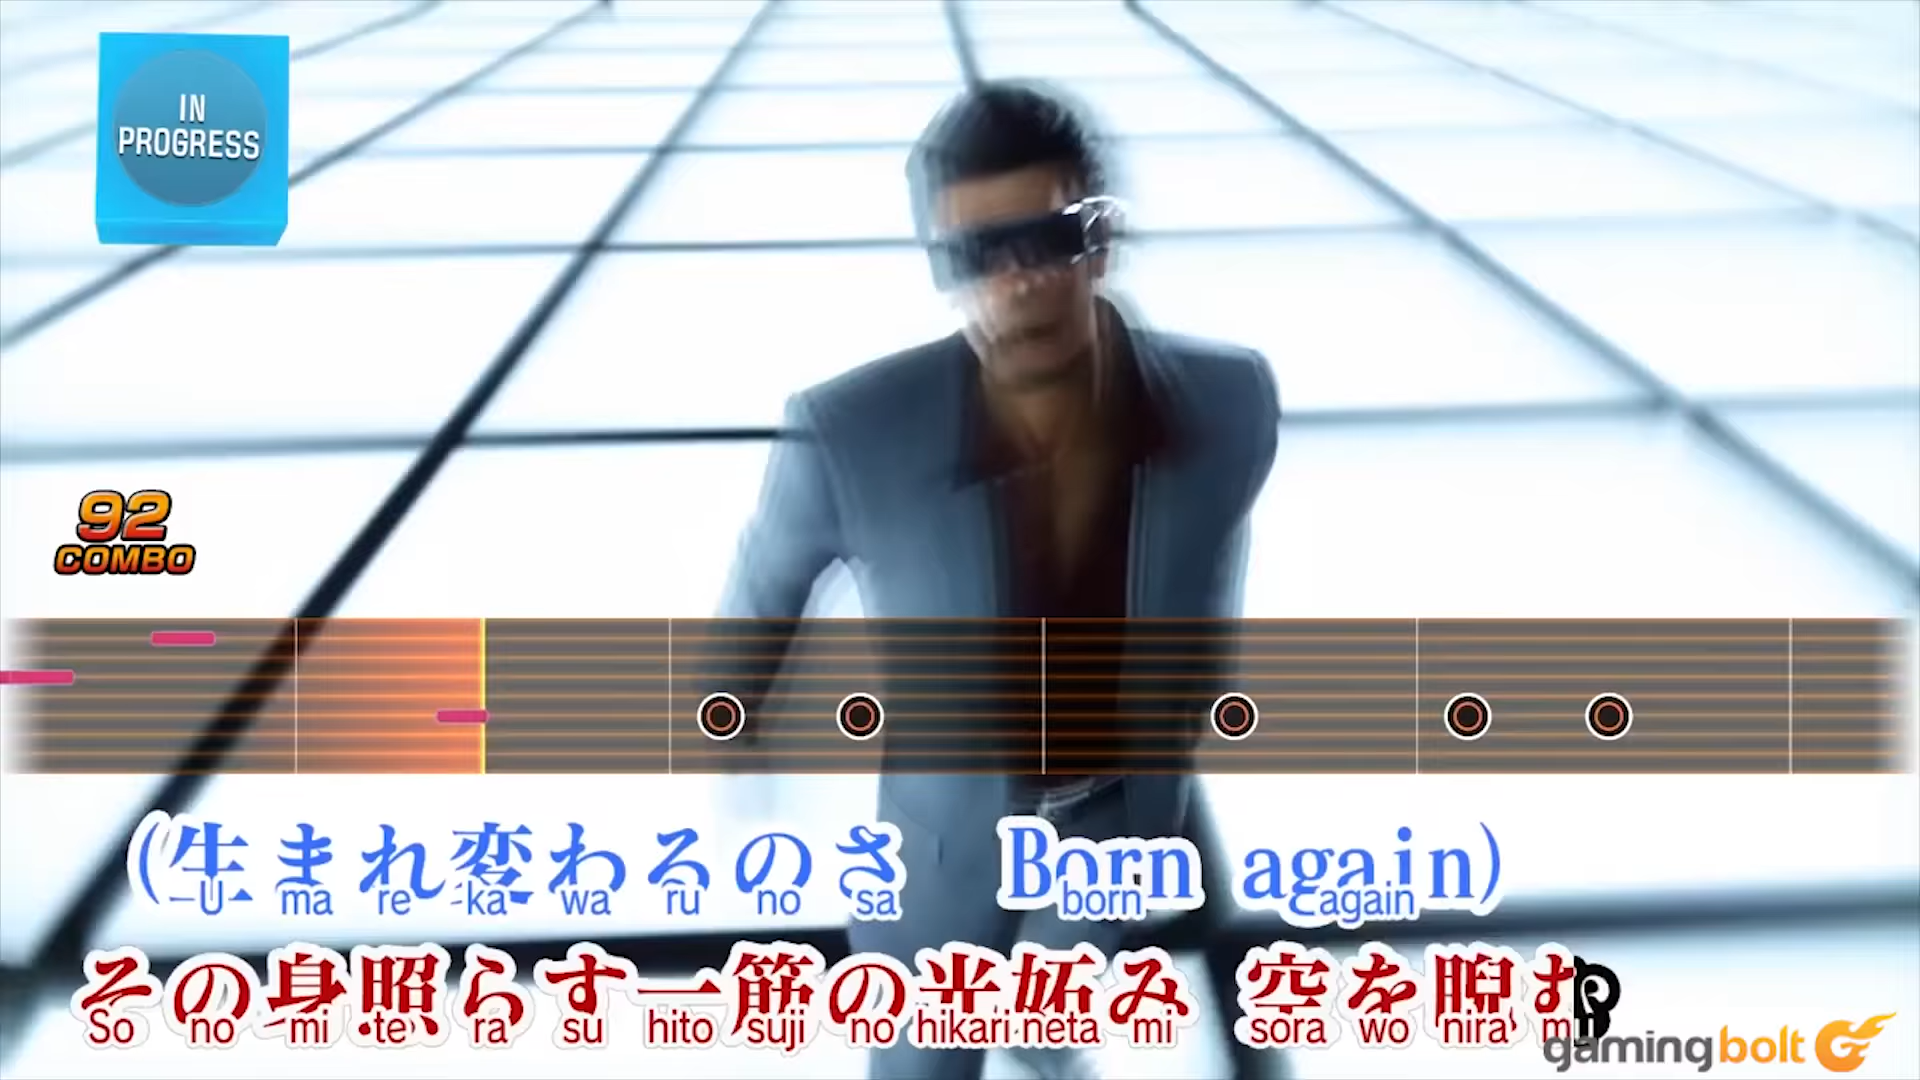 IN
PROGRESS
92
COMBO
(生まれ変わるのさ Born again)
U ma re ka wa ru no sa born again
その身照らす一筋の光妬み 空を睨む
So no mi te ra su hito suji no hikari neta mi sora wo nira mu
gamingbolt